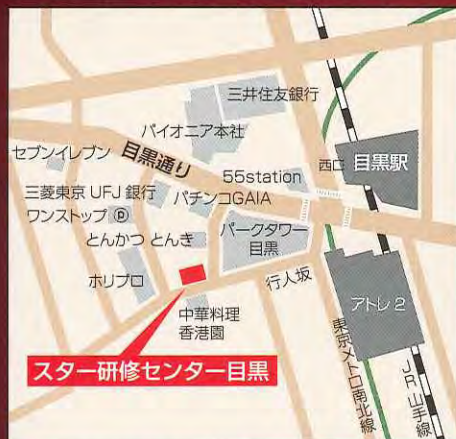 三井住友銀行
パイオニア本社
セブンイレブン
目黒通り
55station
西口
目黒駅
三菱東京UFJ銀行
パチンコGAIA
ワンストップ Ⓟ
とんかつ とんき
パークタワー
目黒
ホリプロ
行人坂
アトレ2
中華料理
香港園
スター研修センター目黒
東京メトロ南北線
JR山手線